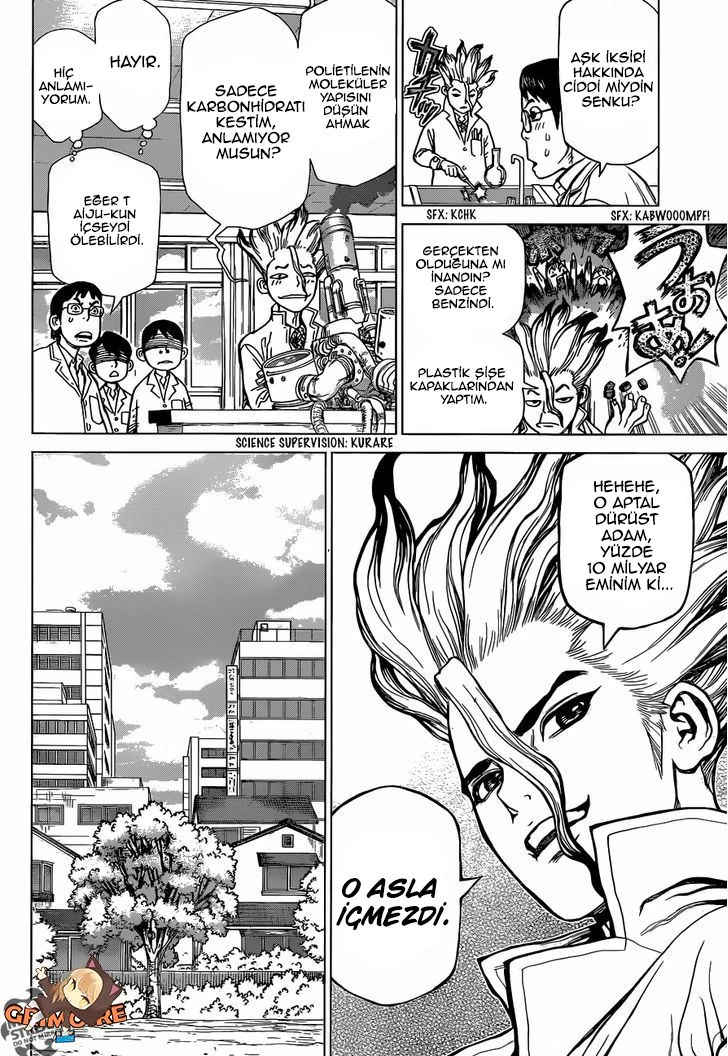 AŞK İKSİRİ
HAKKINDA
CİDDİ MİYDİN
SENKU?
SFX: KCHK
SFX: KABWOOOMPF!
GERÇEKTEN
OLDUĞUNA MI
İNANDIN?
SADECE
BENZİNDİ.
PLASTİK ŞİŞE
KAPAKLARINDAN
YAPTIM.
うおむ
POLİETİLENİN
MOLEKÜLER
YAPISINI
DÜŞÜN
AHMAK
SADECE
KARBONHİDRATI
KESTİM,
ANLAMIYOR
MUSUN?
HAYIR.
HİÇ
ANLAMI-
YORUM.
EĞER T
AIJU-KUN
İÇSEYDİ
ÖLEBİLİRDİ.
SCIENCE SUPERVISION: KURARE
HEHEHE,
O APTAL
DÜRÜST
ADAM,
YÜZDE
10 MİLYAR
EMİNİM Kİ...
O ASLA
İÇMEZDİ.